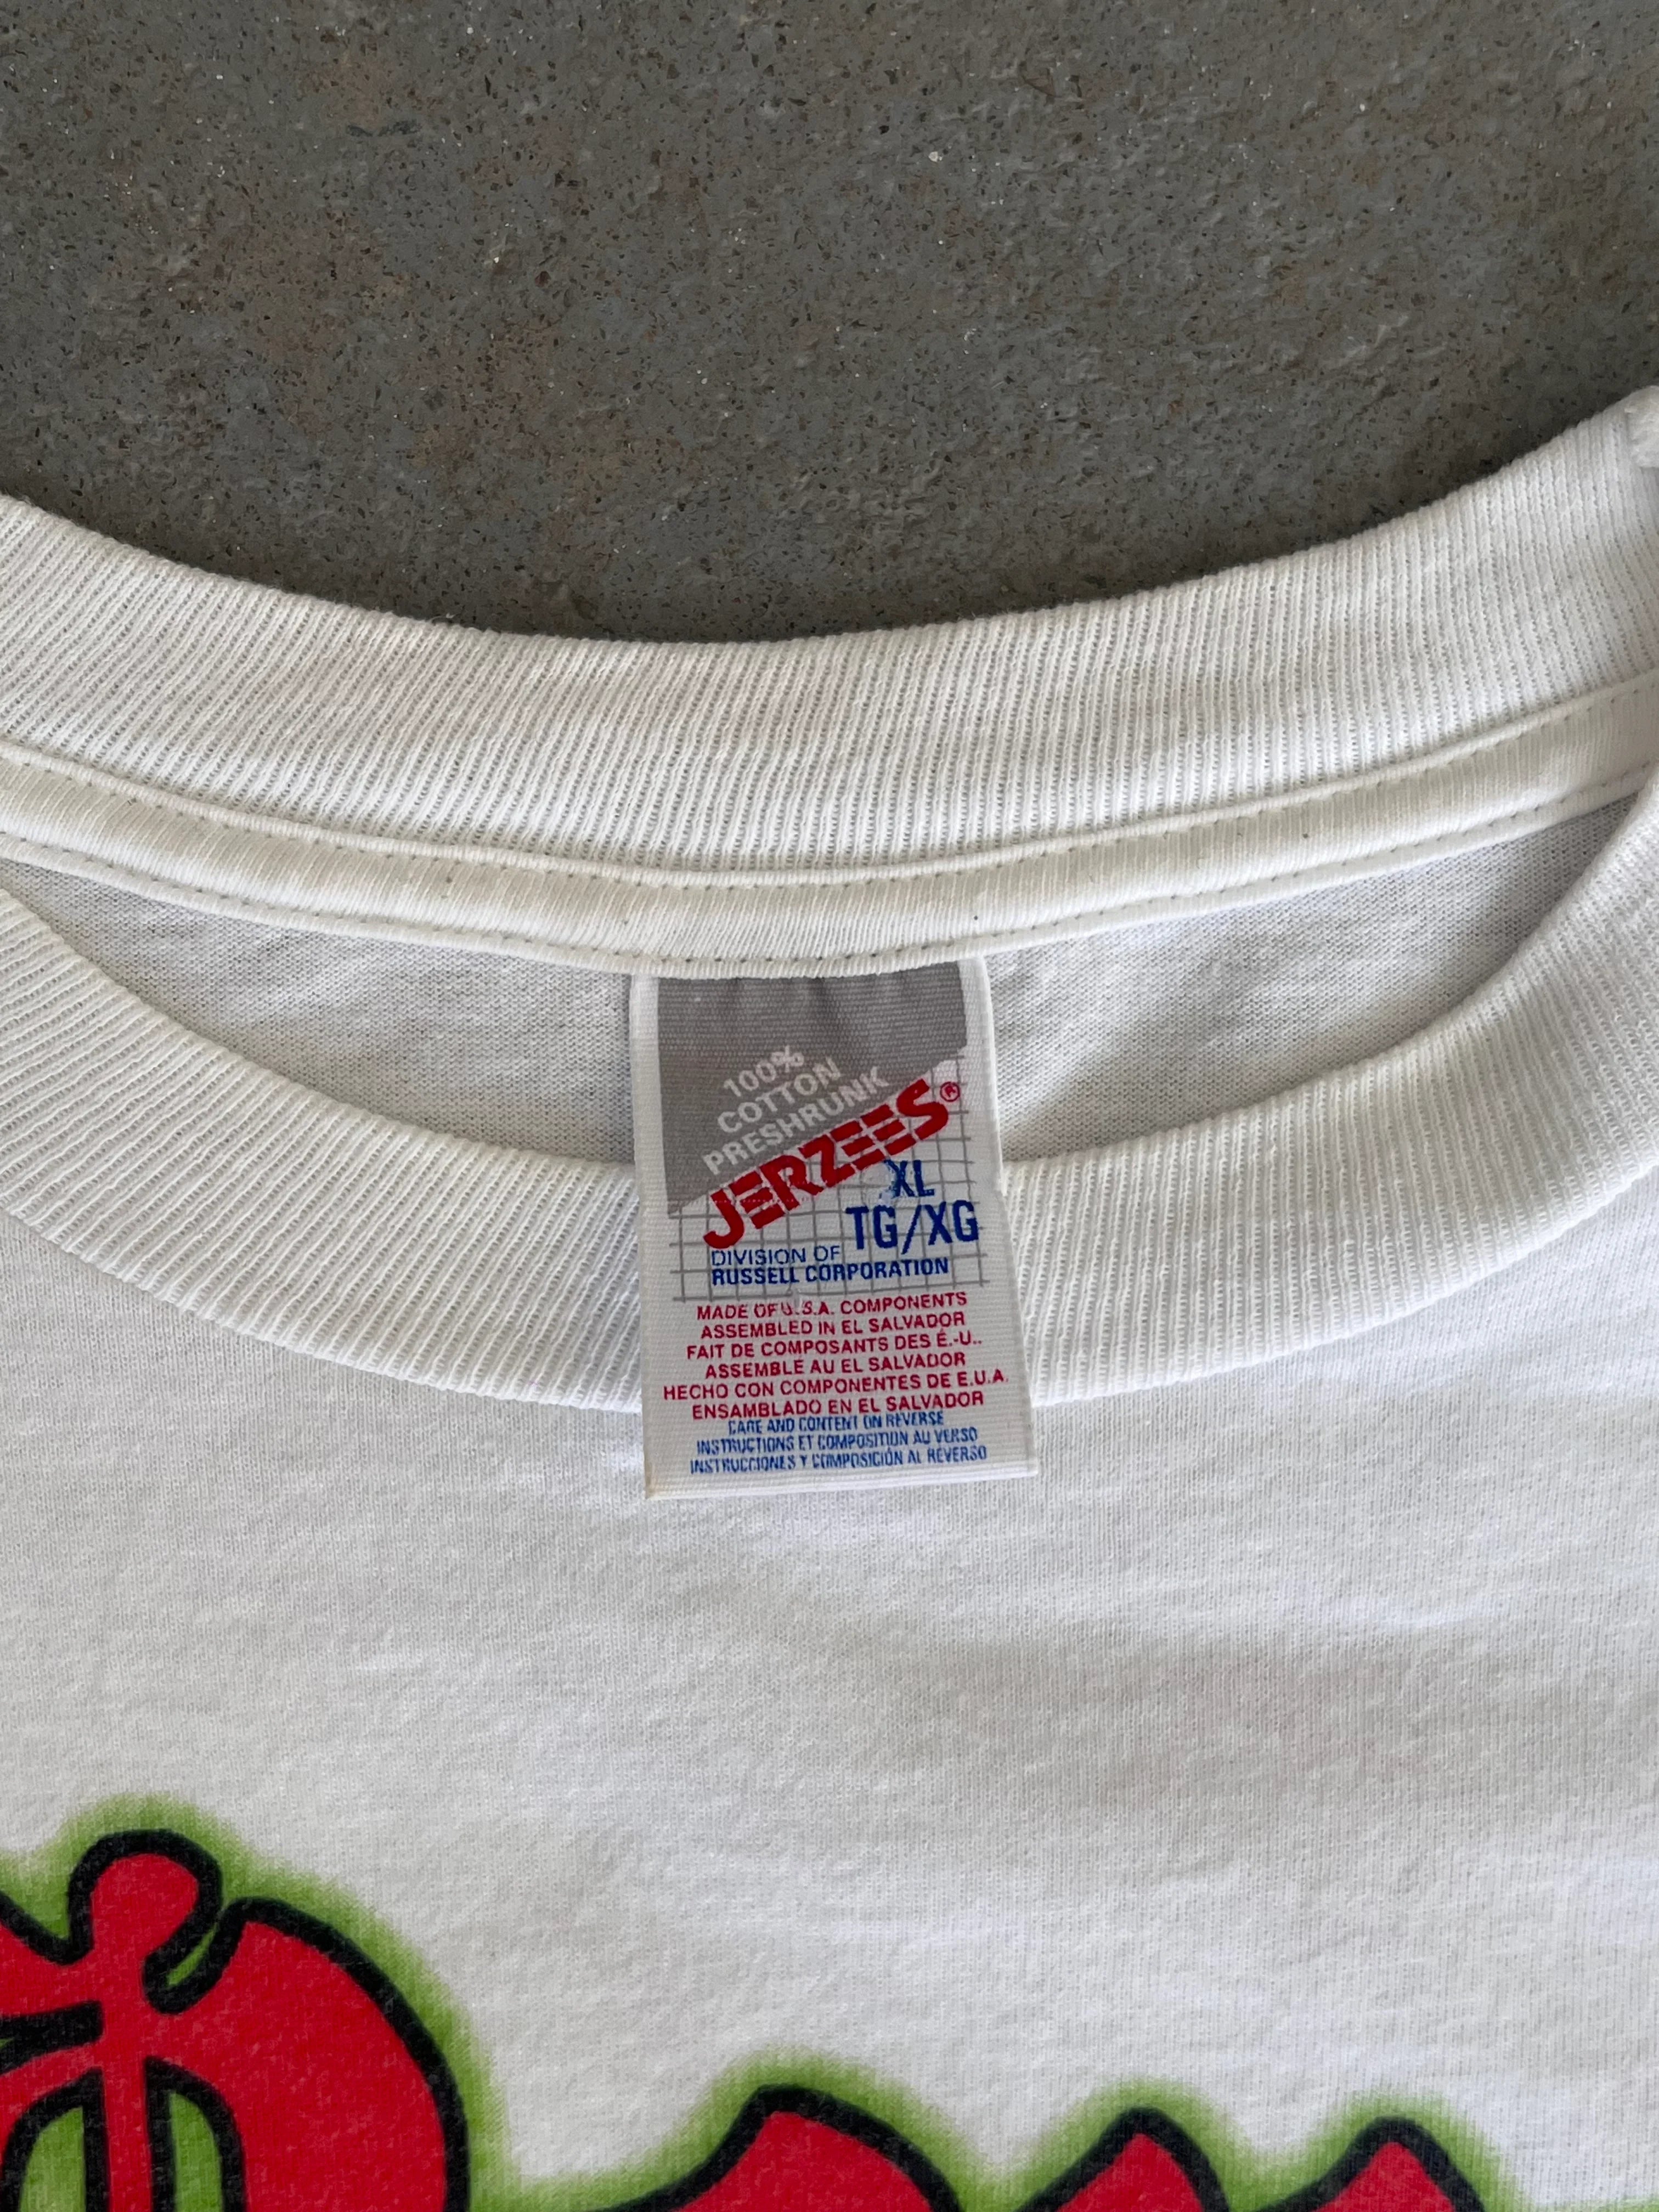 100%
COTTON
PRESHRUNK
JERZEES®
XL
TG/XG
DIVISION OF
RUSSELL CORPORATION
MADE OF U.S.A. COMPONENTS
ASSEMBLED IN EL SALVADOR
FAIT DE COMPOSANTS DES É.-U..
ASSEMBLÉ AU EL SALVADOR
HECHO CON COMPONENTES DE E.U.A.
ENSAMBLADO EN EL SALVADOR
CARE AND CONTENT ON REVERSE
INSTRUCTIONS ET COMPOSITION AU VERSO
INSTRUCCIONES Y COMPOSICIÓN AL REVERSO